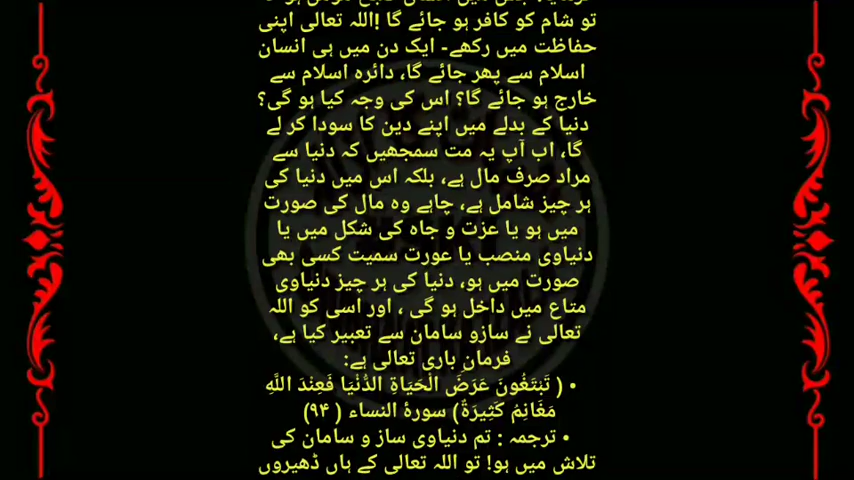 تو شام کو کافر ہو جائے گا !اللہ تعالی اپنی
حفاظت میں رکھے- ایک دن میں ہی انسان
اسلام سے پھر جائے گا، دائرہ اسلام سے
خارج ہو جائے گا؟ اس کی وجہ کیا ہو گی؟
دنیا کے بدلے میں اپنے دین کا سودا کر لے
گا، اب آپ یہ مت سمجھیں کہ دنیا سے
مراد صرف مال ہے، بلکہ اس میں دنیا کی
ہر چیز شامل ہے، چاہے وہ مال کی صورت
میں ہو یا عزت و جاہ کی شکل میں یا
دنیاوی منصب یا عورت سمیت کسی بھی
صورت میں ہو، دنیا کی ہر چیز دنیاوی
متاع میں داخل ہو گی ، اور اسی کو اللہ
تعالی نے سازو سامان سے تعبیر کیا ہے،
فرمان باری تعالی ہے:
• ( تَبْتَغُونَ عَرَضَ الْحَيَاةِ الدُّنْيَا فَعِنْدَ اللَّهِ
مَغَانِمُ كَثِيرَةٌ) سورۂ النساء ( ۹۴)
• ترجمہ : تم دنیاوی ساز و سامان کی
تلاش میں ہو! تو اللہ تعالی کے ہاں ڈھیروں